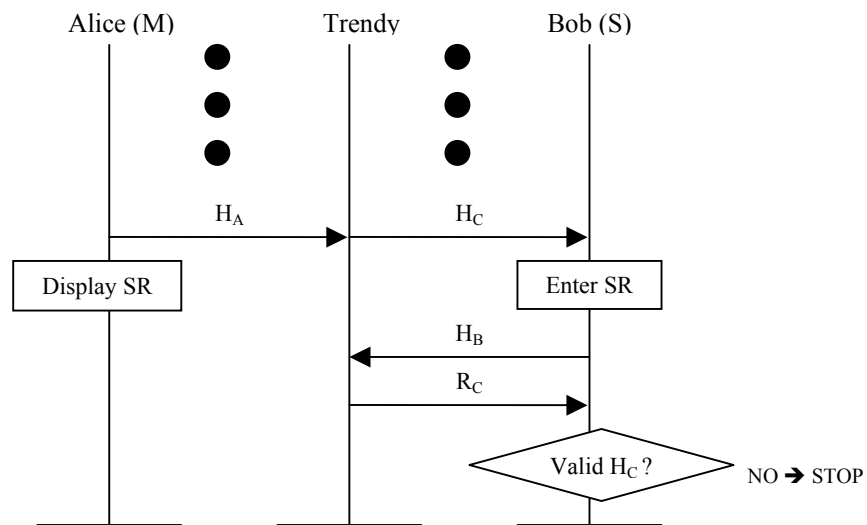 Alice (M) Trendy Bob (S)
H_A H_C
Display SR Enter SR
H_B
R_C
Valid H_C ?
NO ➔ STOP